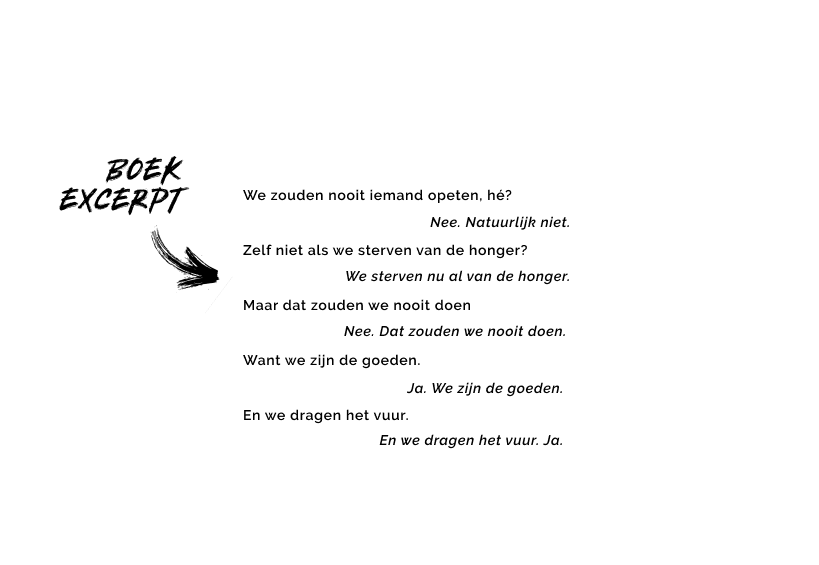 BOEK
EXCERPT
We zouden nooit iemand opeten, hé?
Nee. Natuurlijk niet.
Zelf niet als we sterven van de honger?
We sterven nu al van de honger.
Maar dat zouden we nooit doen
Nee. Dat zouden we nooit doen.
Want we zijn de goeden.
Ja. We zijn de goeden.
En we dragen het vuur.
En we dragen het vuur. Ja.